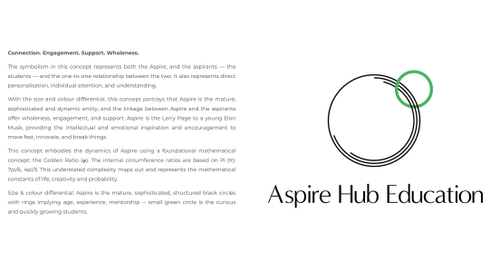 Connection. Engagement. Support. Wholeness.
The symbolism in this concept represents both the Aspire, and the aspirants — the
students — and the one-to-one relationship between the two. It also represents direct
personalisation, individual attention, and understanding.
With the size and colour differential, this concept portrays that Aspire is the mature,
sophisticated and dynamic entity, and the linkage between Aspire and the aspirants
offer wholeness, engagement, and support. Aspire is the Larry Page to a young Elon
Musk, providing the intellectual and emotional inspiration and encouragement to
move fast, innovate, and break things.
This concept embodies the dynamics of Aspire using a foundational mathematical
concept: the Golden Ratio (φ). The internal circumference ratios are based on Pi (π):
7pi/6, 4pi/3. This understated complexity maps out and represents the mathematical
constants of life, creativity and probability.
Size & colour differential: Aspire is the mature, sophisticated, structured black circles
with rings implying age, experience, mentorship — small green circle is the curious
and quickly growing students.
Aspire Hub Education